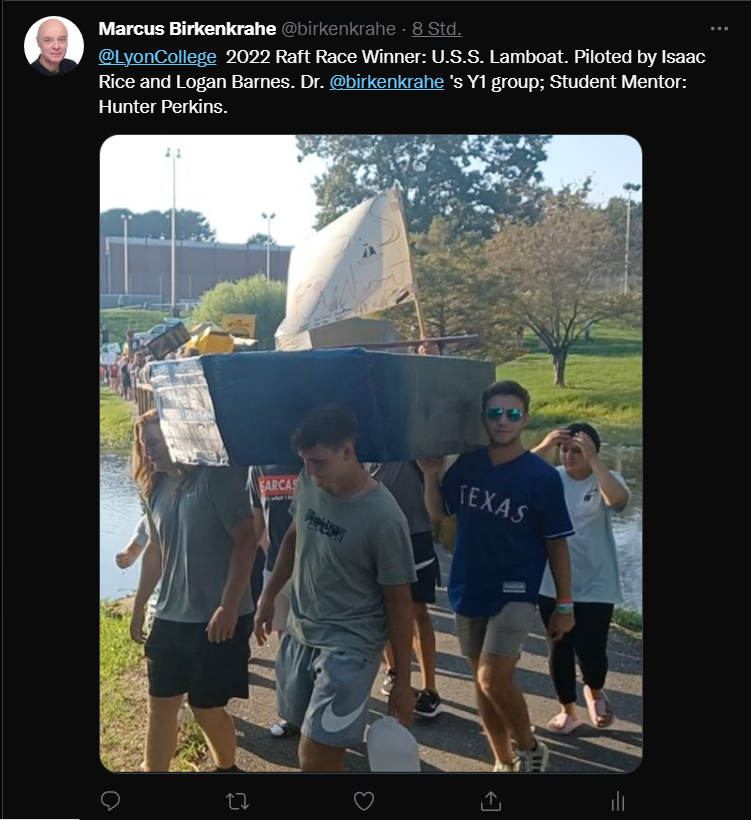 Marcus Birkenkrahe @birkenkrahe · 8 Std.
@LyonCollege 2022 Raft Race Winner: U.S.S. Lamboat. Piloted by Isaac
Rice and Logan Barnes. Dr. @birkenkrahe 's Y1 group; Student Mentor:
Hunter Perkins.
SARCAS
TEXAS